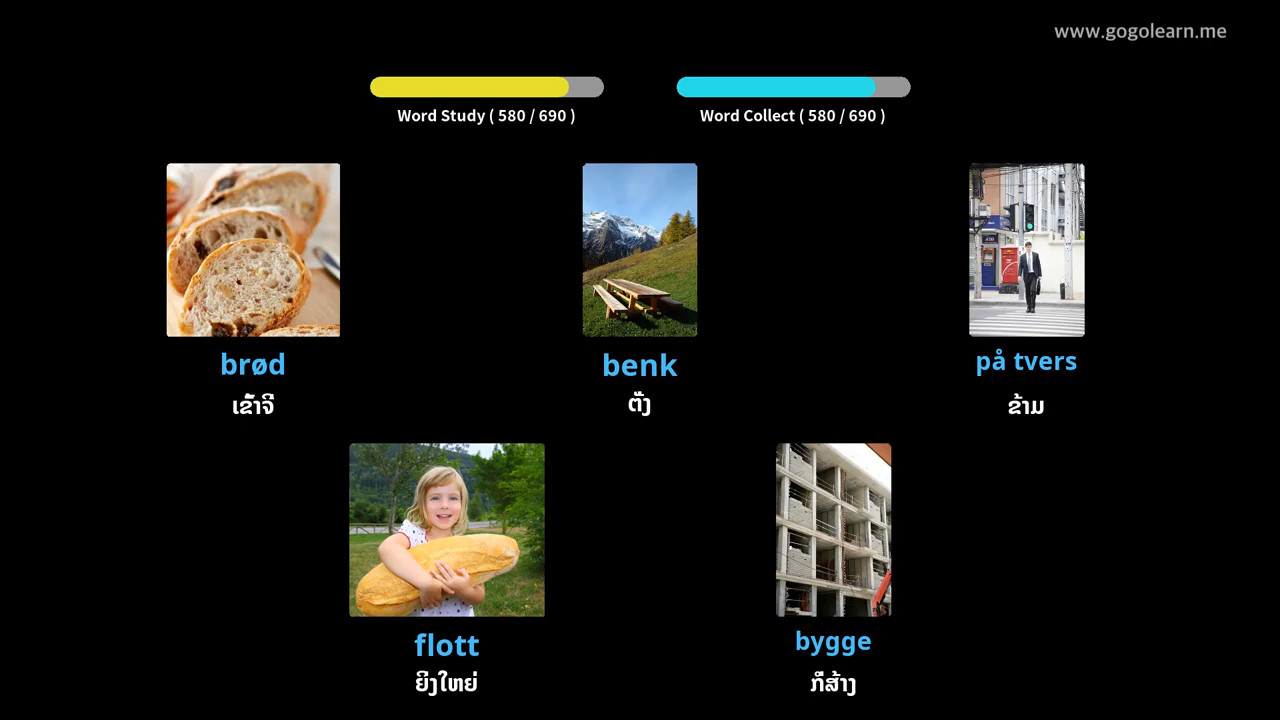 www.gogolearn.me
Word Study ( 580 / 690 )
Word Collect ( 580 / 690 )
brød
benk
på tvers
ເຂົ້າຈີ
ຕັ່ງ
ຂ້າມ
flott
bygge
ຍິ່ງໃຫຍ່
ກໍ່ສ້າງ